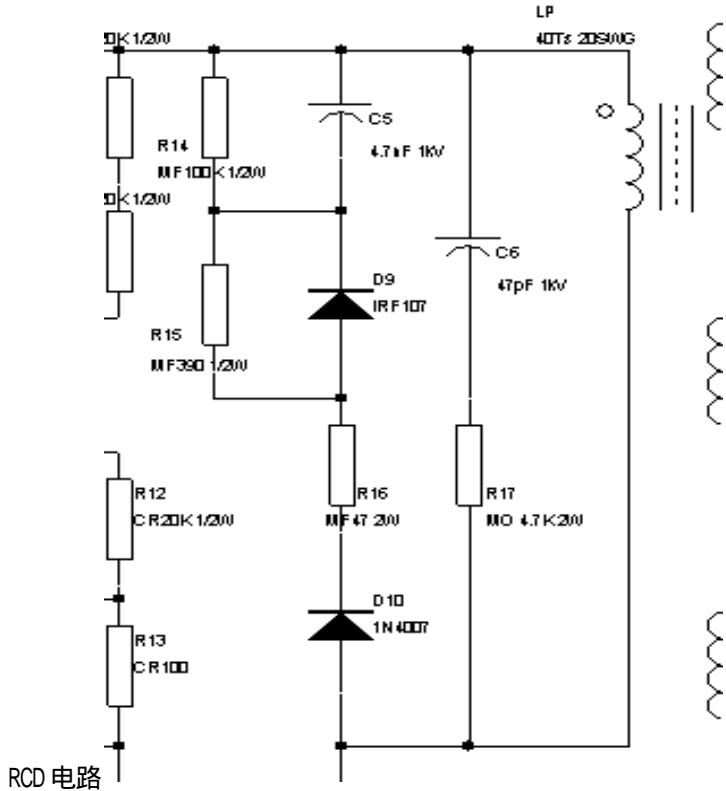 LP
40Ts 20SWG
20K 1/2W
C5
4.7nF 1KV
R14
MF100K 1/2W
20K 1/2W
C6
47pF 1KV
D9
IRF107
R15
MF390 1/2W
R12
CR20K 1/2W
R16
MF47 2W
R17
MO 4.7K 2W
D10
1N4007
R13
CR100
RCD 电路